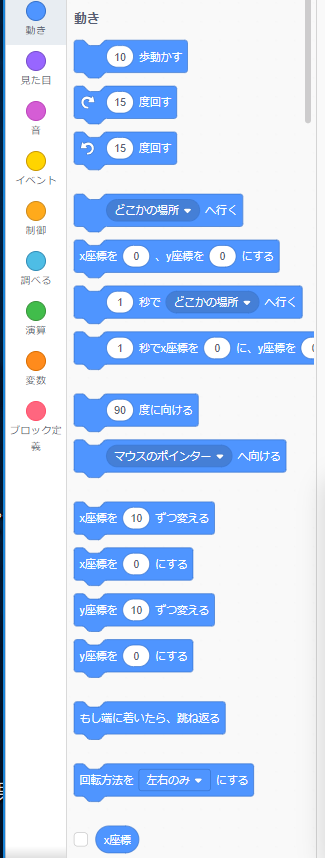 動き
見た目
音
イベント
制御
調べる
演算
変数
ブロック定
義
動き
10 歩動かす
15 度回す
15 度回す
どこかの場所 へ行く
x座標を 0 、y座標を 0 にする
1 秒で どこかの場所 へ行く
1 秒でx座標を 0 に、y座標を
90 度に向ける
マウスのポインター へ向ける
x座標を 10 ずつ変える
x座標を 0 にする
y座標を 10 ずつ変える
y座標を 0 にする
もし端に着いたら、跳ね返る
回転方法を 左右のみ にする
x座標